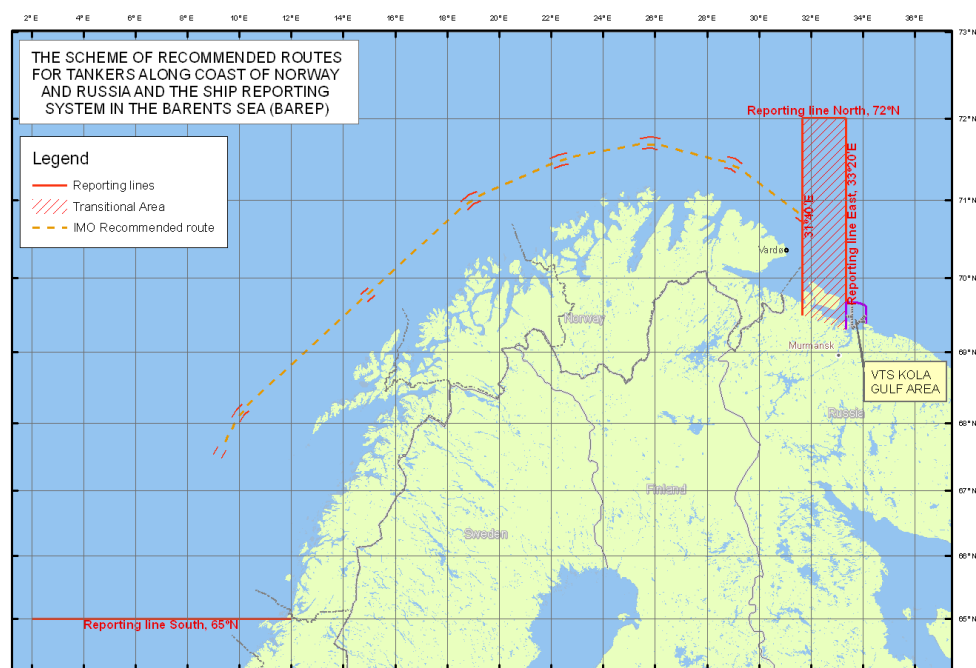 0° 2°E 4°E 6°E 8°E 10°E 12°E 14°E 16°E 18°E 20°E 22°E 24°E 26°E 28°E 30°E 32°E 34°E 36°E
73°N
THE SCHEME OF RECOMMENDED ROUTES
FOR TANKERS ALONG COAST OF NORWAY
AND RUSSIA AND THE SHIP REPORTING
SYSTEM IN THE BARENTS SEA (BAREP)
Reporting line North, 72°N
72°N
Legend
Reporting lines
Transitional Area
IMO Recommended route
71°N
31°40'E
Reporting line East, 33°20'E
Vardø
70°N
Norway
69°N
Murmansk
VTS KOLA
GULF AREA
Russia
68°N
67°N
Finland
Sweden
66°N
Reporting line South, 65°N
65°N